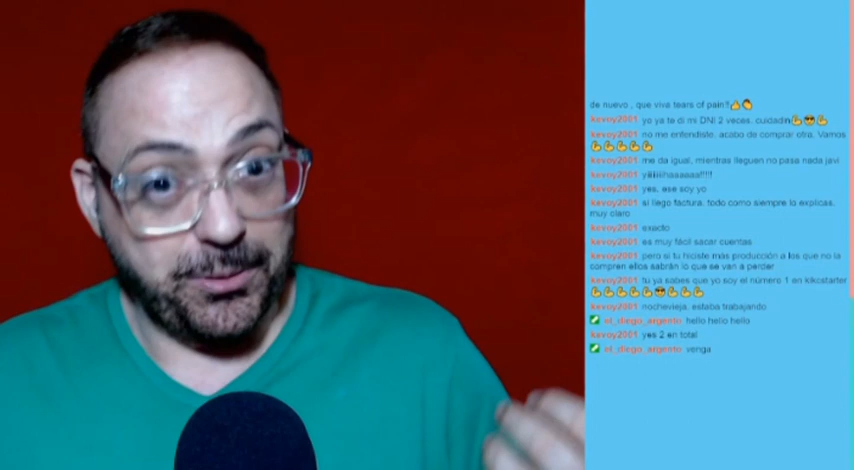 de nuevo , que viva tears of pain!!👍👏
kevoy2001 yo ya te di mi DNI 2 veces. cuidadin💪😎💪
kevoy2001 no me entendiste, acabo de comprar otro. Vamos
💪💪💪💪💪
kevoy2001 me da igual, mientras lleguen no pasa nada javi
kevoy2001 yiiiiiiihaaaaaa!!!!!
kevoy2001 yes, ese soy yo
kevoy2001 si llego factura. todo como siempre lo explicas.
muy claro
kevoy2001 exacto
kevoy2001 es muy fácil sacar cuentas
kevoy2001 pero si tu hiciste más producción a los que no la
compren ellos sabrán lo que se van a perder
kevoy2001 tu ya sabes que yo soy el número 1 en kikstarter
💪💪💪💪💪😎💪💪💪
kevoy2001 nochevieja. estaba trabajando
el_diego_argento hello hello hello
kevoy2001 yes 2 en total
el_diego_argento venga